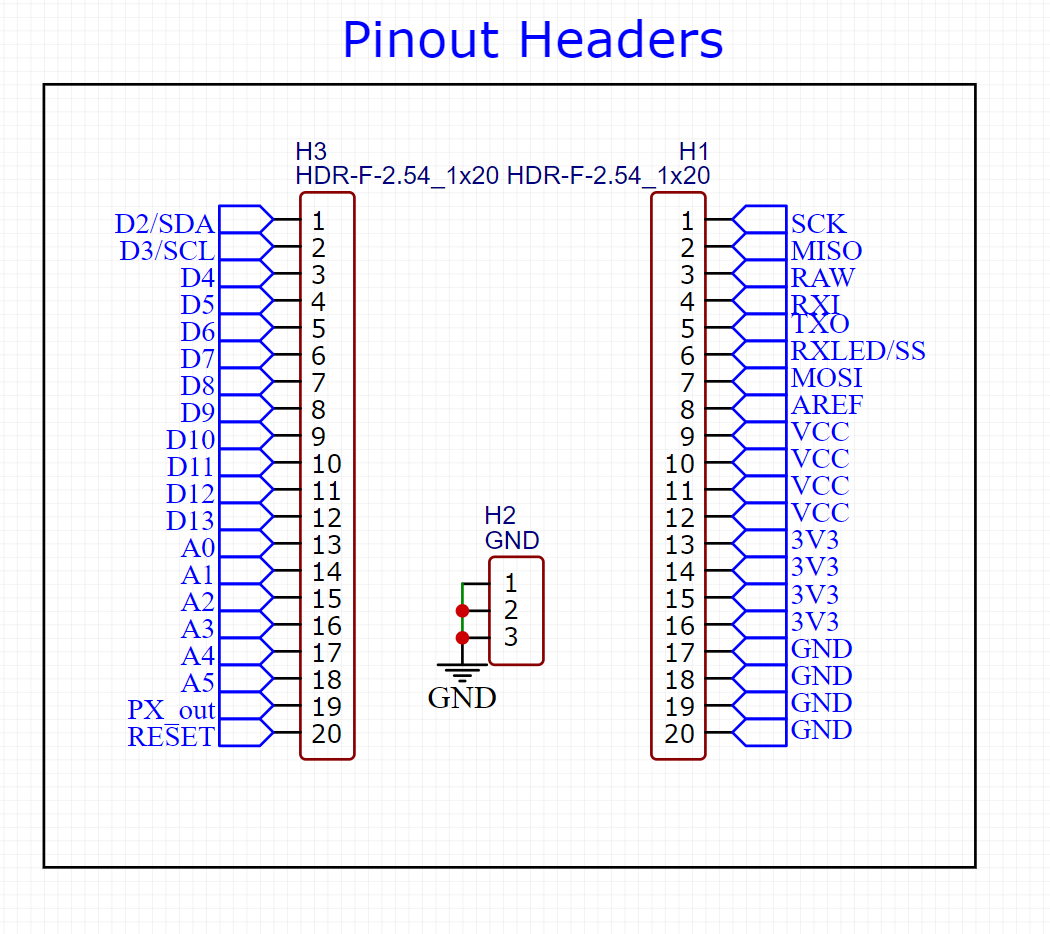 Pinout Headers
H3
HDR-F-2.54_1x20
D2/SDA 1
D3/SCL 2
D4 3
D5 4
D6 5
D7 6
D8 7
D9 8
D10 9
D11 10
D12 11
D13 12
A0 13
A1 14
A2 15
A3 16
A4 17
A5 18
PX_out 19
RESET 20
H2
GND
1
2
3
GND
H1
HDR-F-2.54_1x20
1 SCK
2 MISO
3 RAW
4 RXI
5 TXO
6 RXLED/SS
7 MOSI
8 AREF
9 VCC
10 VCC
11 VCC
12 VCC
13 3V3
14 3V3
15 3V3
16 3V3
17 GND
18 GND
19 GND
20 GND